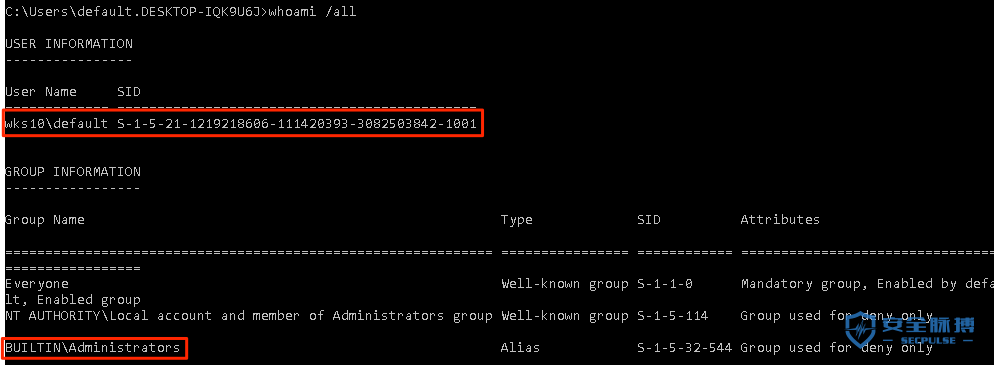 C:\Users\default.DESKTOP-IQK9U6J>whoami /all
USER INFORMATION
----------------
User Name     SID
============= ==============================================
wks10\default S-1-5-21-1219218606-111420393-3082503842-1001
GROUP INFORMATION
-----------------
Group Name                                                    Type             SID          Attributes
============================================================= ================ ============ ================================
=================
Everyone                                                      Well-known group S-1-1-0      Mandatory group, Enabled by defa
lt, Enabled group
NT AUTHORITY\Local account and member of Administrators group Well-known group S-1-5-114    Group used for deny only
BUILTIN\Administrators                                        Alias            S-1-5-32-544 Group used for deny only
安全脉搏
SECPULSE